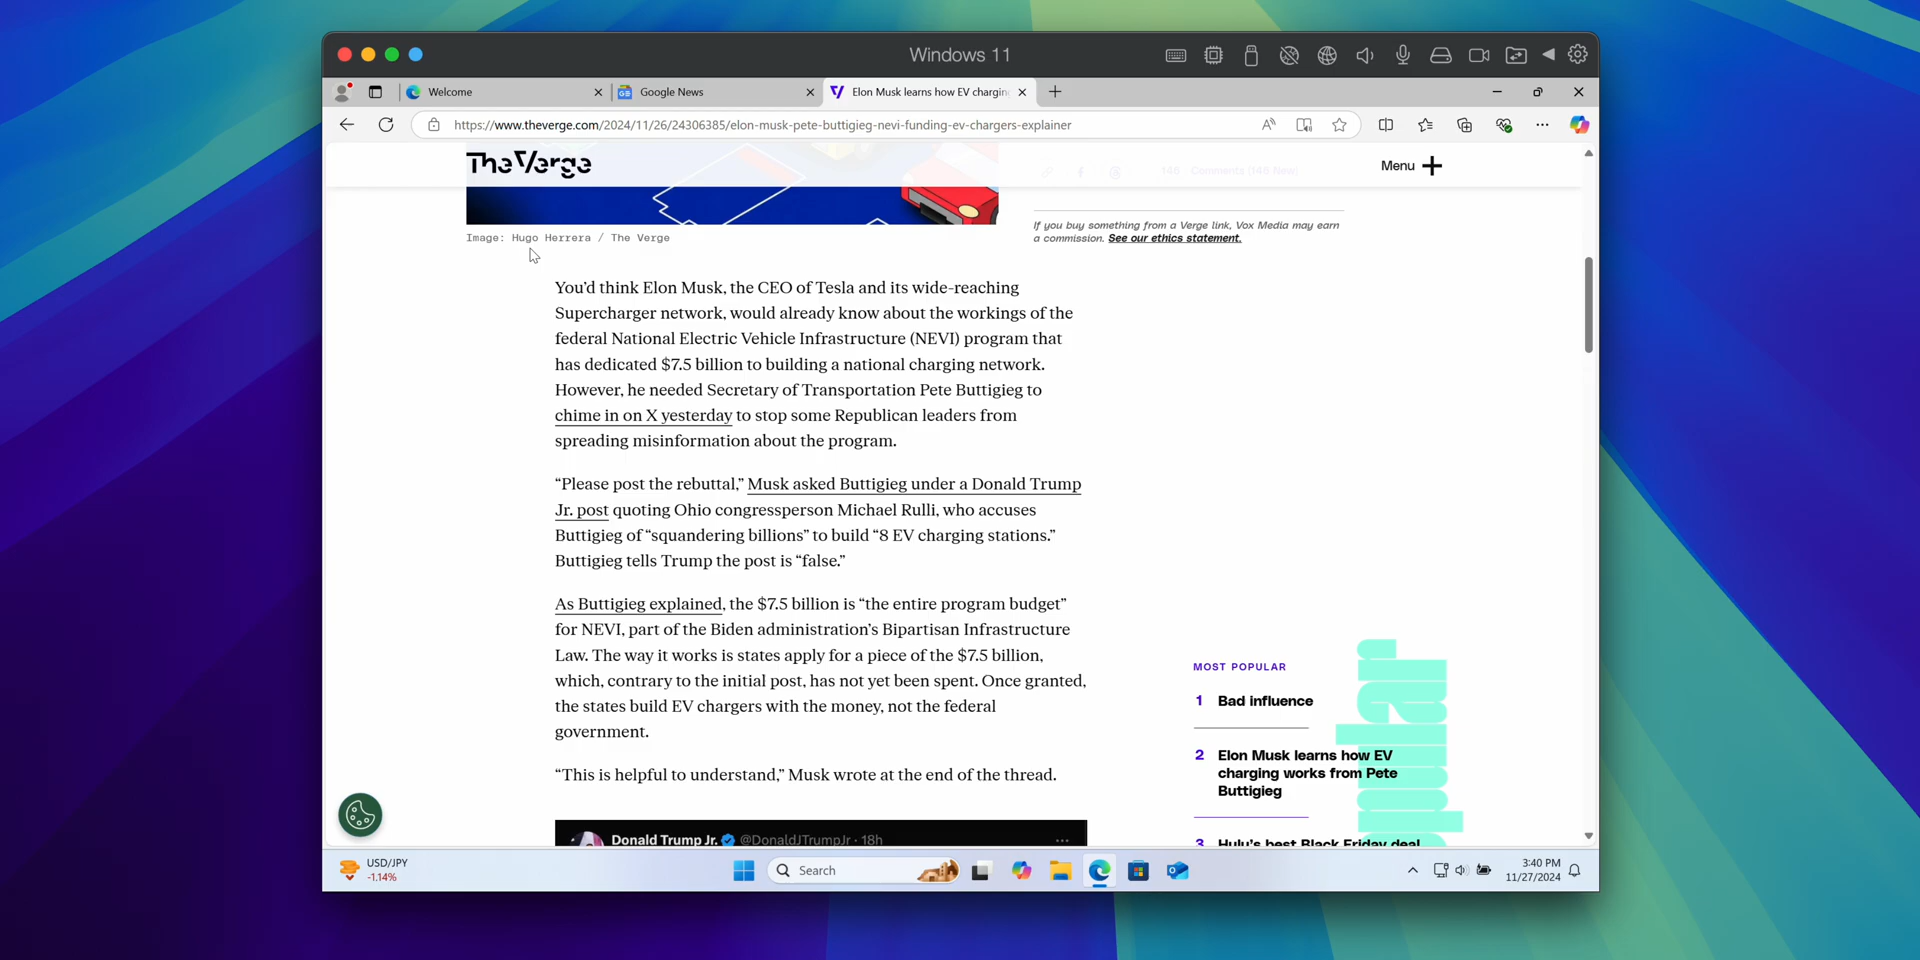 Windows 11
Welcome
Google News
Elon Musk learns how EV charging
https://www.theverge.com/2024/11/26/24306385/elon-musk-pete-buttigieg-nevi-funding-ev-chargers-explainer
The Verge
Menu
146 Comments (146 New)
Image: Hugo Herrera / The Verge
If you buy something from a Verge link, Vox Media may earn
a commission. See our ethics statement.
You’d think Elon Musk, the CEO of Tesla and its wide-reaching
Supercharger network, would already know about the workings of the
federal National Electric Vehicle Infrastructure (NEVI) program that
has dedicated $7.5 billion to building a national charging network.
However, he needed Secretary of Transportation Pete Buttigieg to
chime in on X yesterday to stop some Republican leaders from
spreading misinformation about the program.
“Please post the rebuttal,” Musk asked Buttigieg under a Donald Trump
Jr. post quoting Ohio congressperson Michael Rulli, who accuses
Buttigieg of “squandering billions” to build “8 EV charging stations.”
Buttigieg tells Trump the post is “false.”
As Buttigieg explained, the $7.5 billion is “the entire program budget”
for NEVI, part of the Biden administration’s Bipartisan Infrastructure
Law. The way it works is states apply for a piece of the $7.5 billion,
which, contrary to the initial post, has not yet been spent. Once granted,
the states build EV chargers with the money, not the federal
government.
“This is helpful to understand,” Musk wrote at the end of the thread.
Donald Trump Jr. @DonaldJTrumpJr · 18h
MOST POPULAR
1 Bad influence
2 Elon Musk learns how EV
charging works from Pete
Buttigieg
3 Hulu’s best Black Friday deal
USD/JPY
-1.14%
Search
3:40 PM
11/27/2024